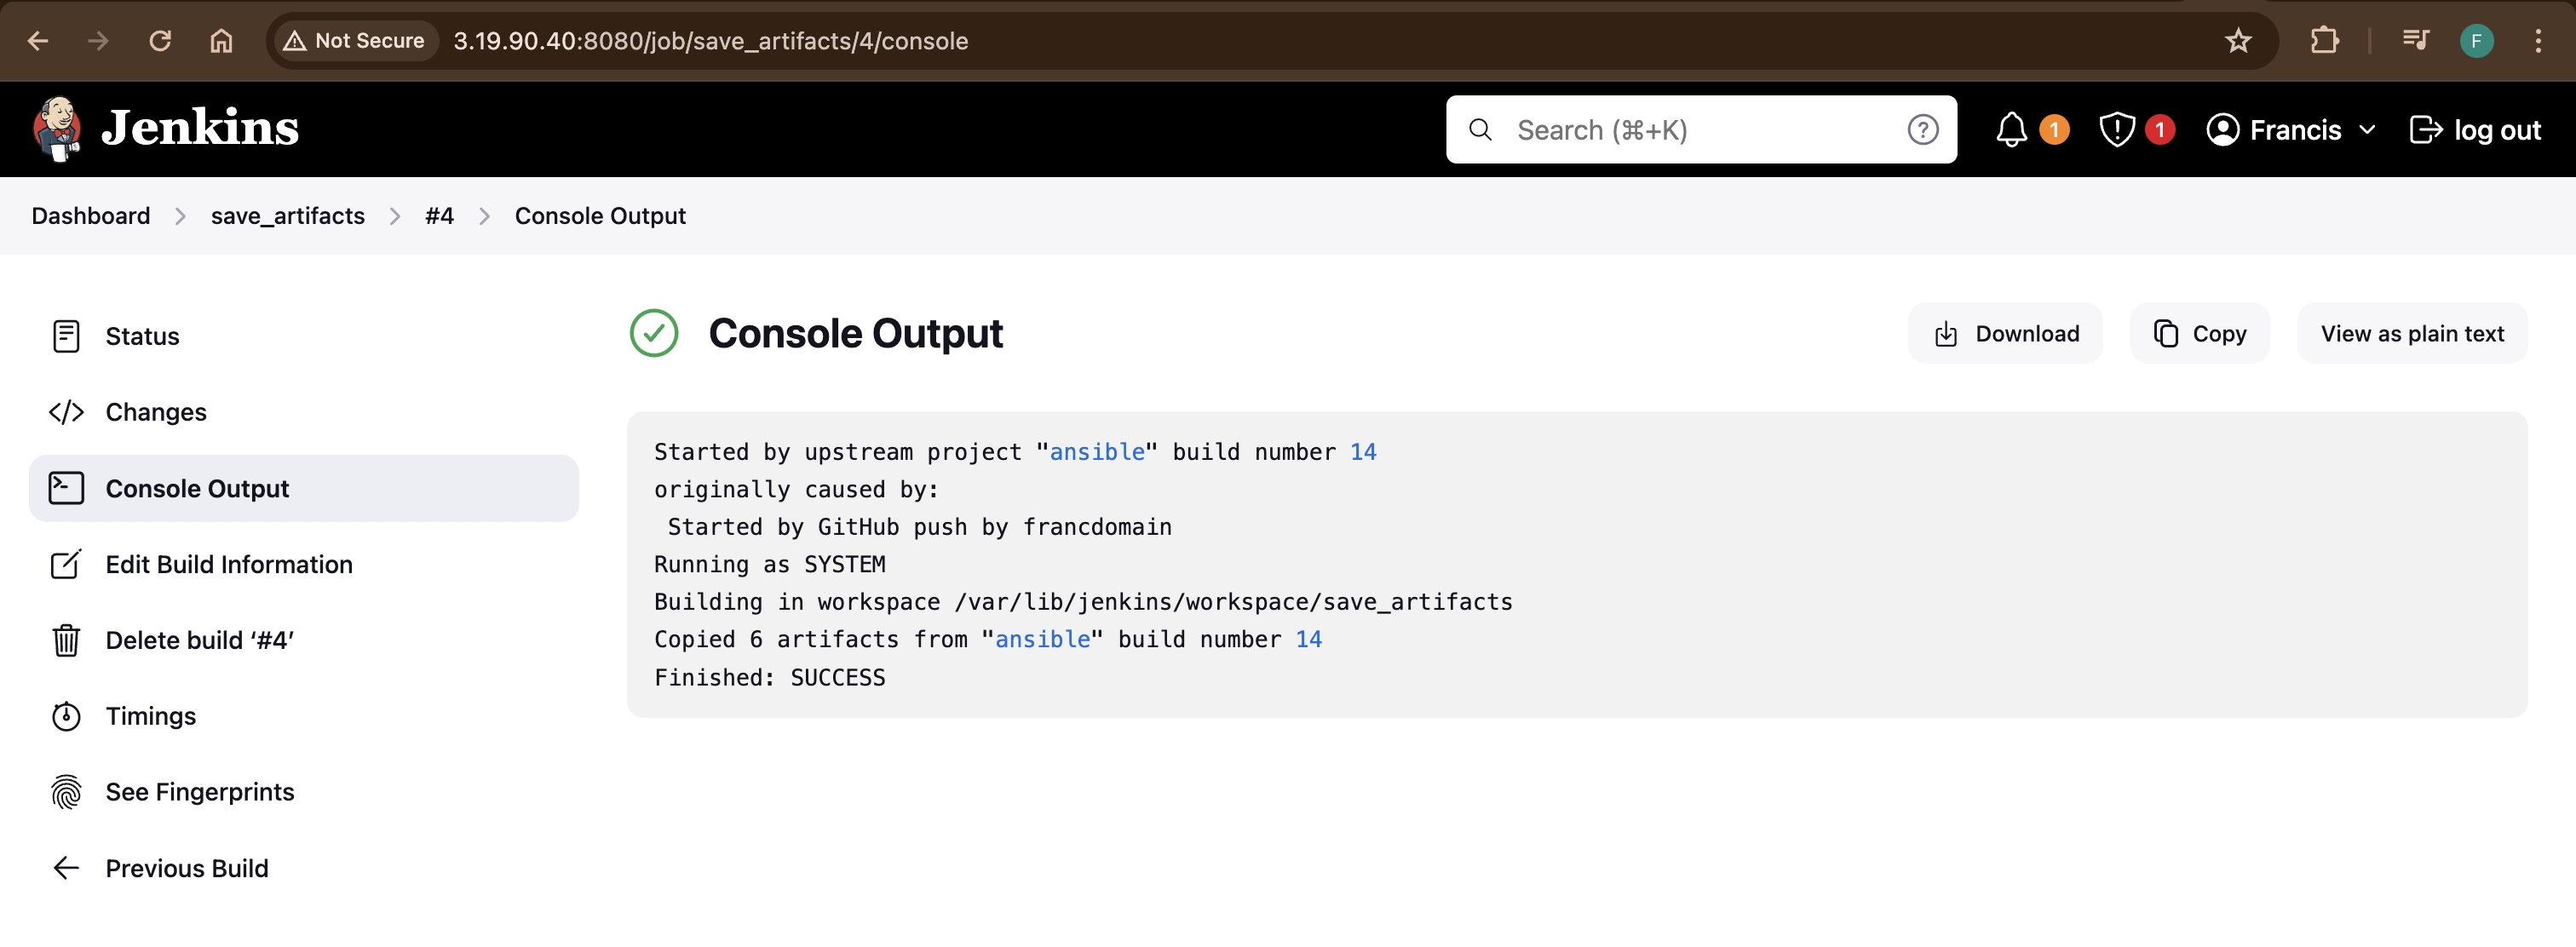 Not Secure 3.19.90.40:8080/job/save_artifacts/4/console F
Jenkins Search (⌘+K) ? 1 1 Francis log out
Dashboard save_artifacts #4 Console Output
Status
Changes
Console Output
Edit Build Information
Delete build ‘#4’
Timings
See Fingerprints
Previous Build
Console Output Download Copy View as plain text
Started by upstream project "ansible" build number 14
originally caused by:
Started by GitHub push by francdomain
Running as SYSTEM
Building in workspace /var/lib/jenkins/workspace/save_artifacts
Copied 6 artifacts from "ansible" build number 14
Finished: SUCCESS